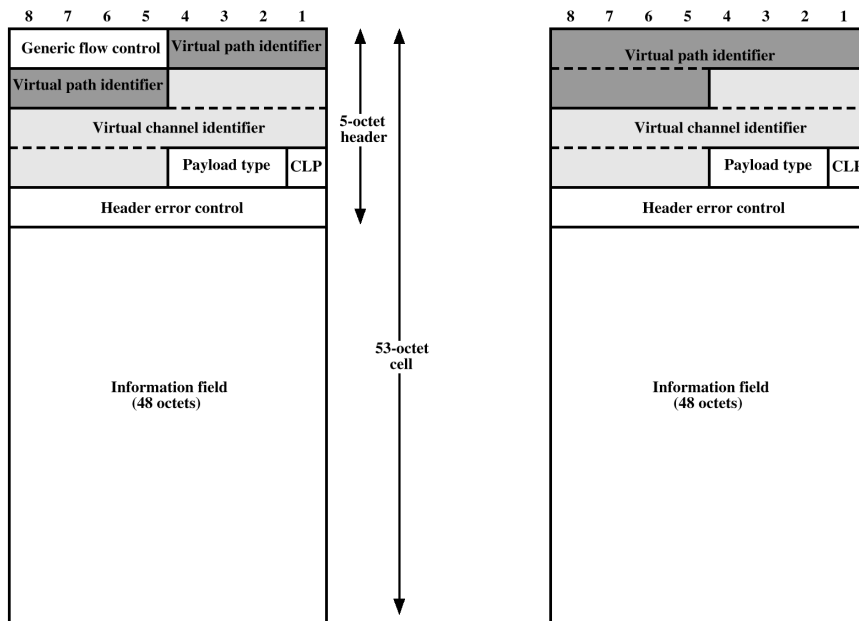 8 7 6 5 4 3 2 1
Generic flow control
Virtual path identifier
Virtual path identifier
Virtual channel identifier
Payload type
CLP
Header error control
Information field
(48 octets)
5-octet
header
53-octet
cell
8 7 6 5 4 3 2 1
Virtual path identifier
Virtual channel identifier
Payload type
CLP
Header error control
Information field
(48 octets)